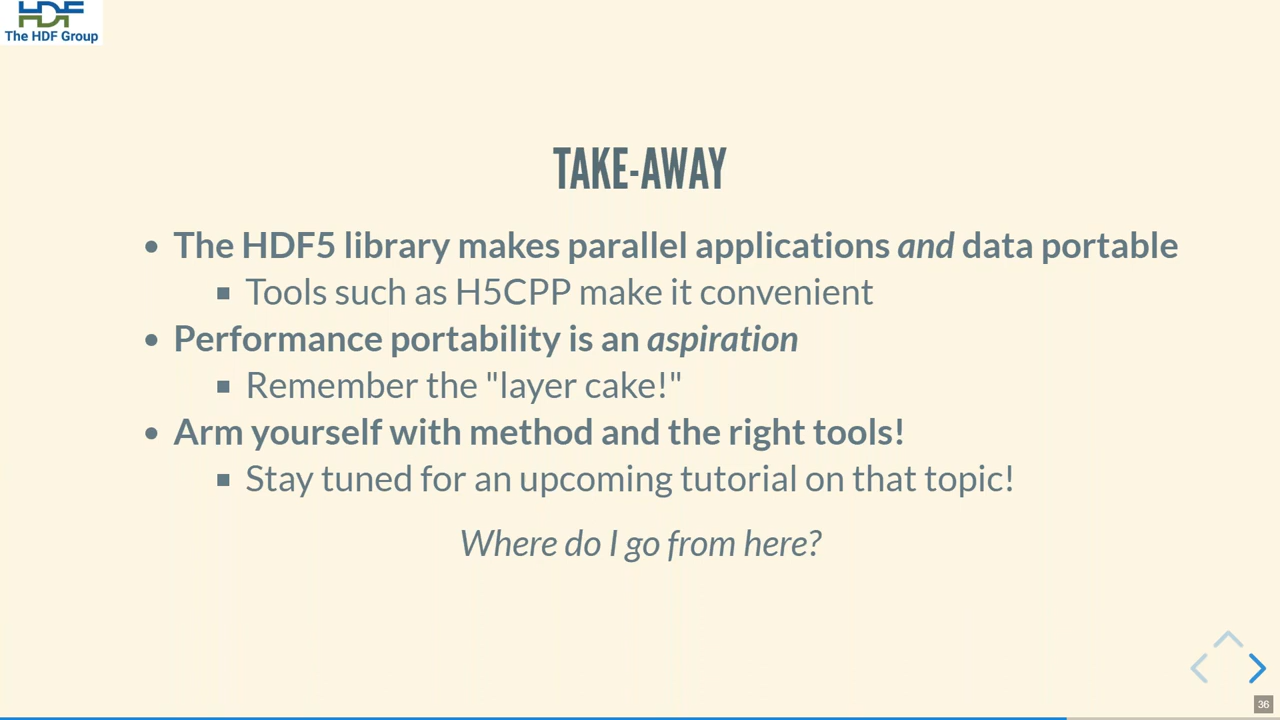 HDF
The HDF Group
TAKE-AWAY
• The HDF5 library makes parallel applications and data portable
▪ Tools such as H5CPP make it convenient
• Performance portability is an aspiration
▪ Remember the "layer cake!"
• Arm yourself with method and the right tools!
▪ Stay tuned for an upcoming tutorial on that topic!
Where do I go from here?
36